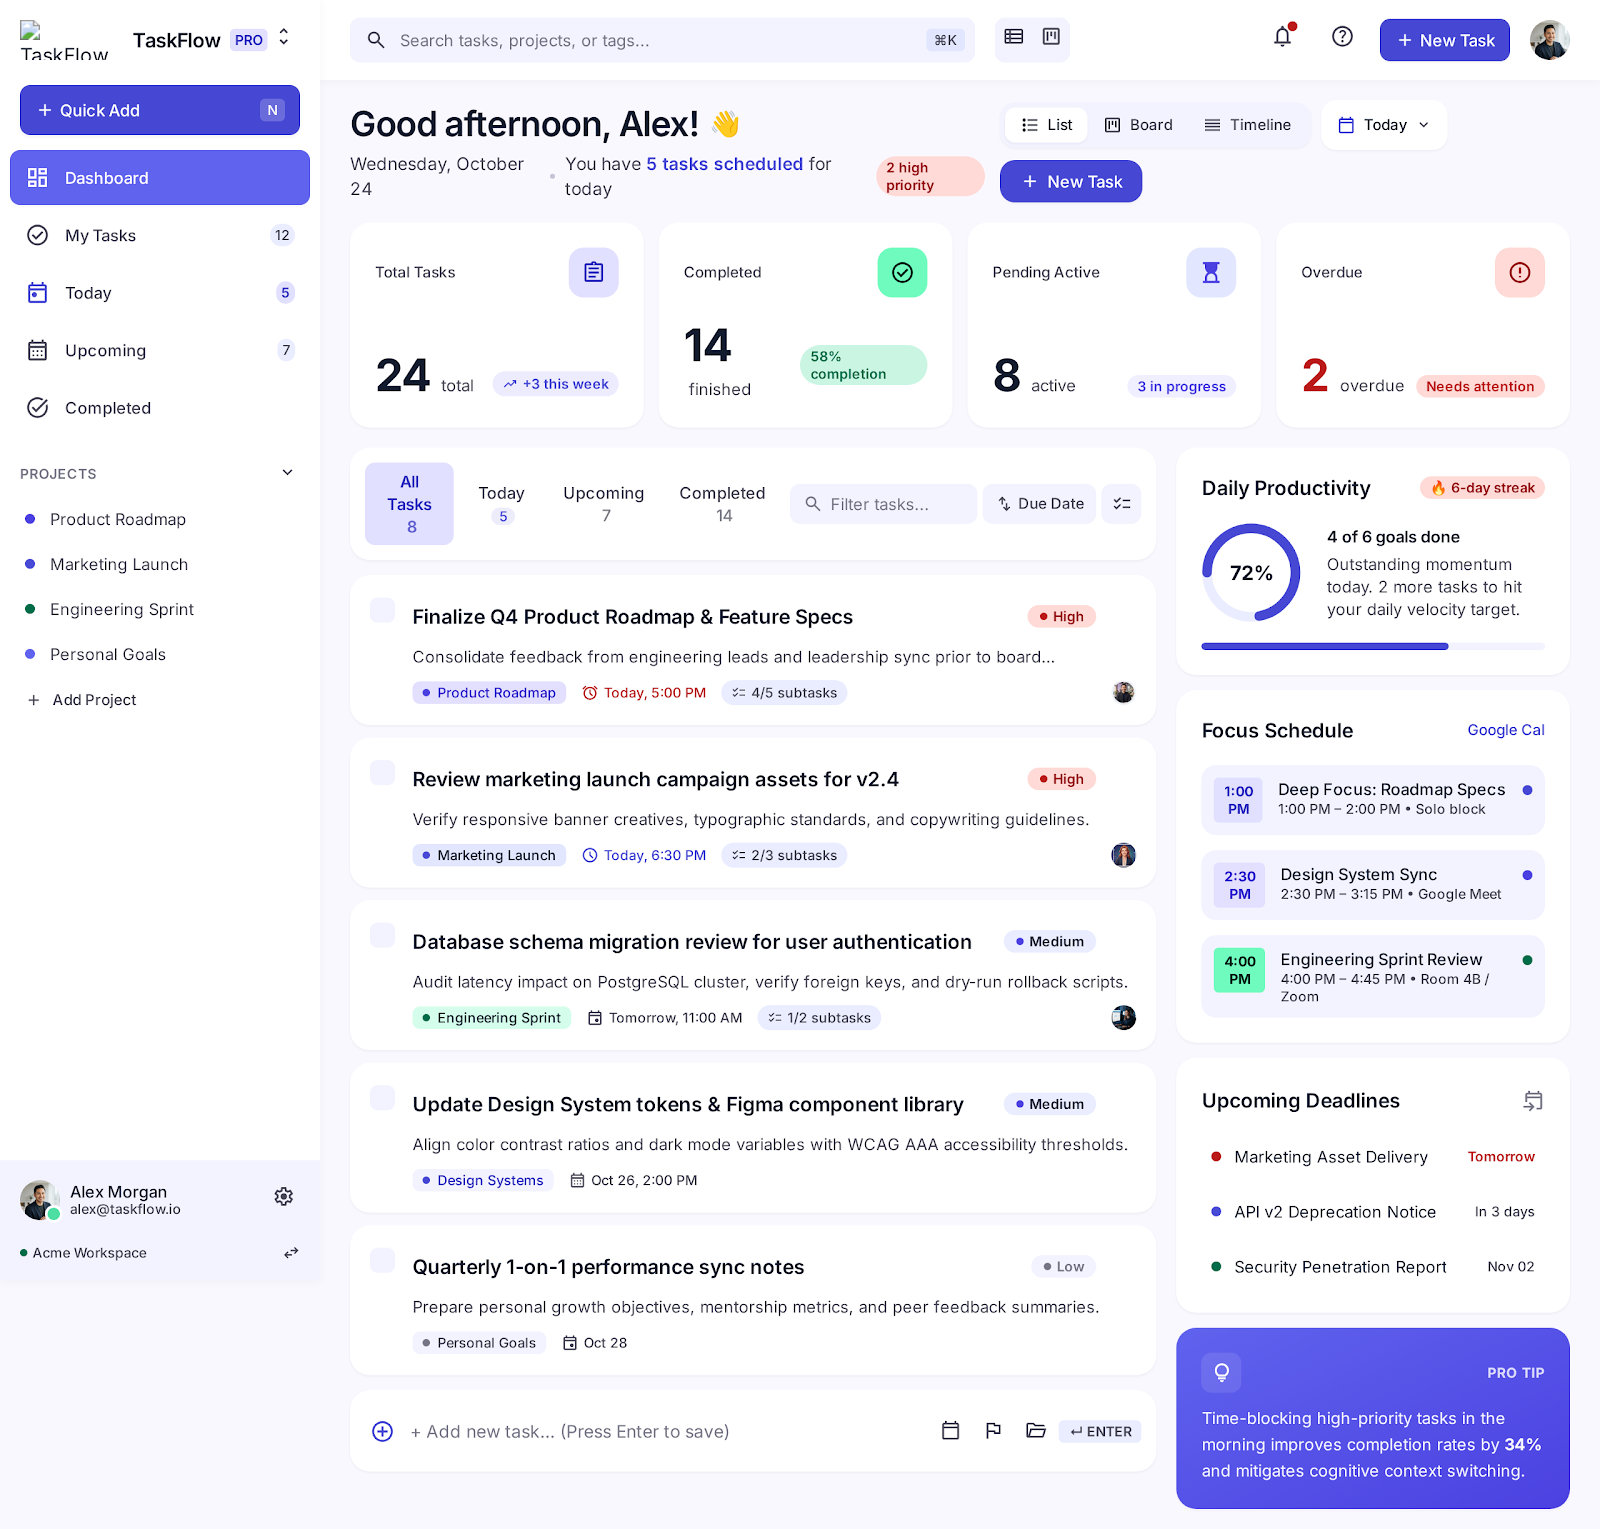 TaskFlow
TaskFlow PRO
Quick Add N
Dashboard
My Tasks 12
Today 5
Upcoming 7
Completed
PROJECTS
Product Roadmap
Marketing Launch
Engineering Sprint
Personal Goals
Add Project
Alex Morgan
alex@taskflow.io
Acme Workspace
Search tasks, projects, or tags... ⌘K
New Task
Good afternoon, Alex! 👋
Wednesday, October
24
You have 5 tasks scheduled for
today
2 high
priority
List Board Timeline Today
New Task
Total Tasks
24 total +3 this week
Completed
14
finished
58%
completion
Pending Active
8 active 3 in progress
Overdue
2 overdue Needs attention
All
Tasks
8
Today
5
Upcoming
7
Completed
14
Filter tasks... Due Date
Finalize Q4 Product Roadmap & Feature Specs High
Consolidate feedback from engineering leads and leadership sync prior to board...
Product Roadmap Today, 5:00 PM 4/5 subtasks
Review marketing launch campaign assets for v2.4 High
Verify responsive banner creatives, typographic standards, and copywriting guidelines.
Marketing Launch Today, 6:30 PM 2/3 subtasks
Database schema migration review for user authentication Medium
Audit latency impact on PostgreSQL cluster, verify foreign keys, and dry-run rollback scripts.
Engineering Sprint Tomorrow, 11:00 AM 1/2 subtasks
Update Design System tokens & Figma component library Medium
Align color contrast ratios and dark mode variables with WCAG AAA accessibility thresholds.
Design Systems Oct 26, 2:00 PM
Quarterly 1-on-1 performance sync notes Low
Prepare personal growth objectives, mentorship metrics, and peer feedback summaries.
Personal Goals Oct 28
+ Add new task... (Press Enter to save) ↵ ENTER
Daily Productivity 🔥 6-day streak
72%
4 of 6 goals done
Outstanding momentum
today. 2 more tasks to hit
your daily velocity target.
Focus Schedule Google Cal
1:00
PM
Deep Focus: Roadmap Specs
1:00 PM – 2:00 PM • Solo block
2:30
PM
Design System Sync
2:30 PM – 3:15 PM • Google Meet
4:00
PM
Engineering Sprint Review
4:00 PM – 4:45 PM • Room 4B /
Zoom
Upcoming Deadlines
Marketing Asset Delivery Tomorrow
API v2 Deprecation Notice In 3 days
Security Penetration Report Nov 02
PRO TIP
Time-blocking high-priority tasks in the
morning improves completion rates by 34%
and mitigates cognitive context switching.